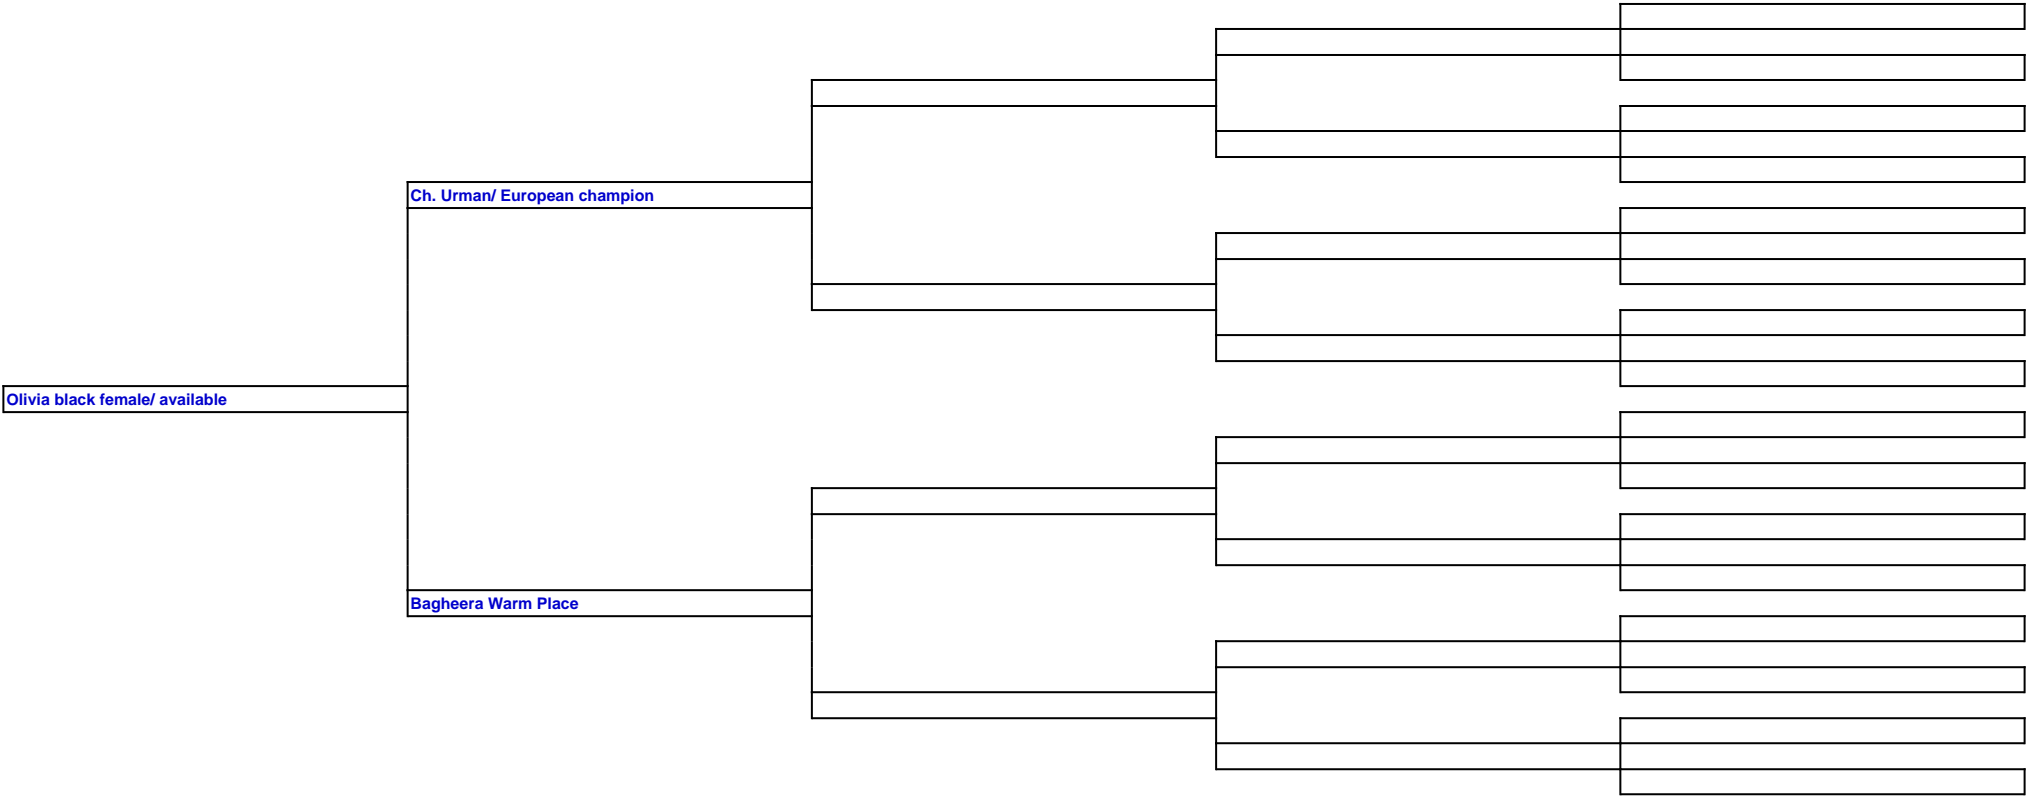 Ch. Urman/ European champion
Olivia black female/ available
Bagheera Warm Place